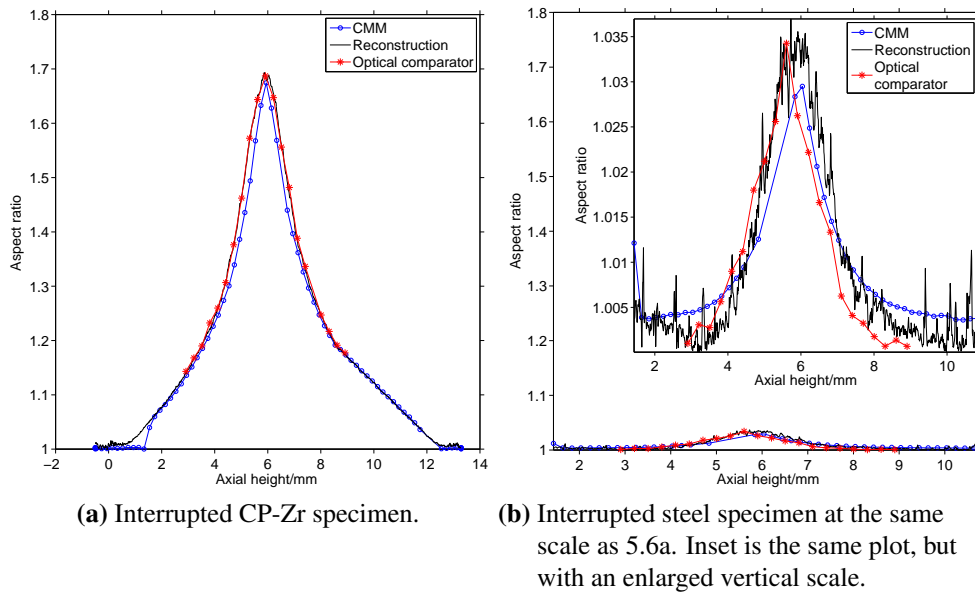 1.8
1.7
1.6
1.5
1.4
1.3
1.2
1.1
1
Aspect ratio
−2
0
2
4
6
8
10
12
14
Axial height/mm
CMM
Reconstruction
Optical comparator
(a) Interrupted CP-Zr specimen.
1.8
1.7
1.6
1.5
1.4
1.3
1.2
1.1
1
Aspect ratio
2
3
4
5
6
7
8
9
10
Axial height/mm
1.035
1.03
1.025
1.02
1.015
1.01
1.005
Aspect ratio
2
4
6
8
10
Axial height/mm
CMM
Reconstruction
Optical
comparator
(b) Interrupted steel specimen at the same
scale as 5.6a. Inset is the same plot, but
with an enlarged vertical scale.